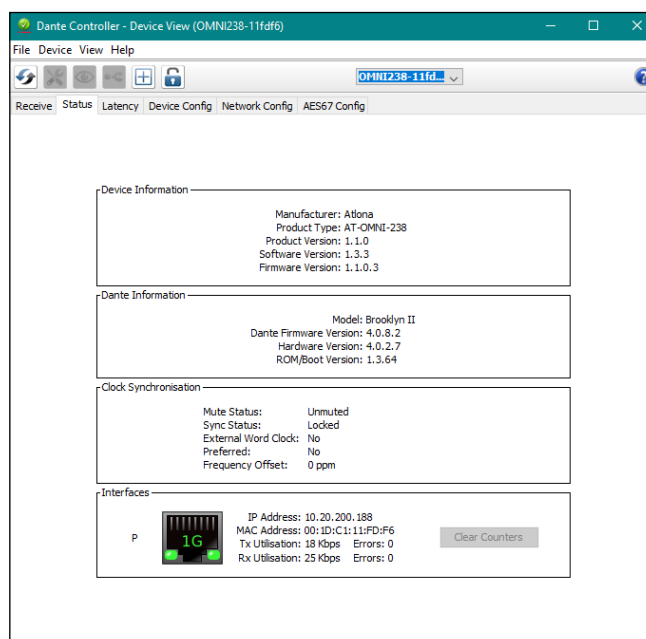 Dante Controller - Device View (OMNI238-11fdf6)
File Device View Help
OMNI238-11fd...
Receive Status Latency Device Config Network Config AES67 Config
Device Information
Manufacturer: Atlona
Product Type: AT-OMNI-238
Product Version: 1.1.0
Software Version: 1.3.3
Firmware Version: 1.1.0.3
Dante Information
Model: Brooklyn II
Dante Firmware Version: 4.0.8.2
Hardware Version: 4.0.2.7
ROM/Boot Version: 1.3.64
Clock Synchronisation
Mute Status: Unmuted
Sync Status: Locked
External Word Clock: No
Preferred: No
Frequency Offset: 0 ppm
Interfaces
P
1G
IP Address: 10.20.200.188
MAC Address: 00:1D:C1:11:FD:F6
Tx Utilisation: 18 Kbps Errors: 0
Rx Utilisation: 25 Kbps Errors: 0
Clear Counters